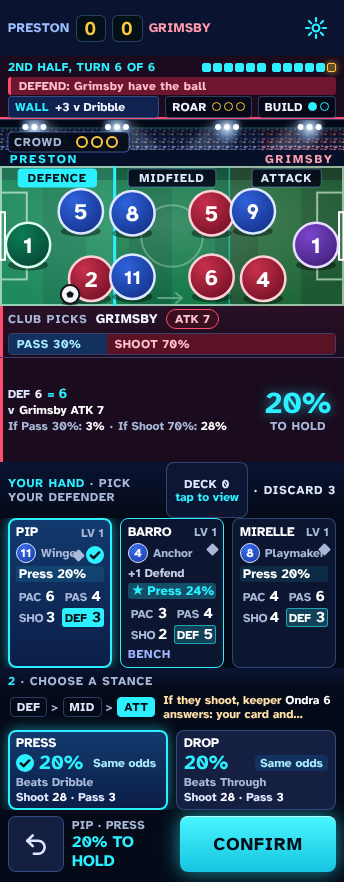 PRESTON 0 0 GRIMSBY
2ND HALF, TURN 6 OF 6
DEFEND: Grimsby have the ball
WALL +3 v Dribble
ROAR
BUILD
CROWD
PRESTON GRIMSBY
DEFENCE MIDFIELD ATTACK
5 8 5 9
1 1
2 11 6 4
CLUB PICKS GRIMSBY ATK 7
PASS 30% SHOOT 70%
DEF 6 = 6
v Grimsby ATK 7
If Pass 30%: 3% · If Shoot 70%: 28%
20%
TO HOLD
YOUR HAND · PICK YOUR DEFENDER
DECK 0
tap to view
· DISCARD 3
PIP LV 1
11 Winge
Press 20%
PAC 6 PAS 4
SHO 3 DEF 3
BARRO LV 1
4 Anchor
+1 Defend
★ Press 24%
PAC 3 PAS 4
SHO 2 DEF 5
BENCH
MIRELLE LV 1
8 Playmaker
Press 20%
PAC 4 PAS 6
SHO 4 DEF 3
2 · CHOOSE A STANCE
DEF > MID > ATT
If they shoot, keeper Ondra 6
answers: your card and...
PRESS
20% Same odds
Beats Dribble
Shoot 28 · Pass 3
DROP
20% Same odds
Beats Through
Shoot 28 · Pass 3
PIP · PRESS
20% TO
HOLD
CONFIRM